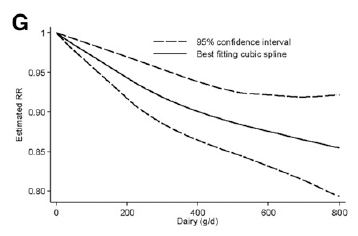 G
95% confidence interval
Best fitting cubic spline
1
0.95
0.90
0.85
0.80
Estimated RR
0 200 400 600 800
Dairy (g/d)